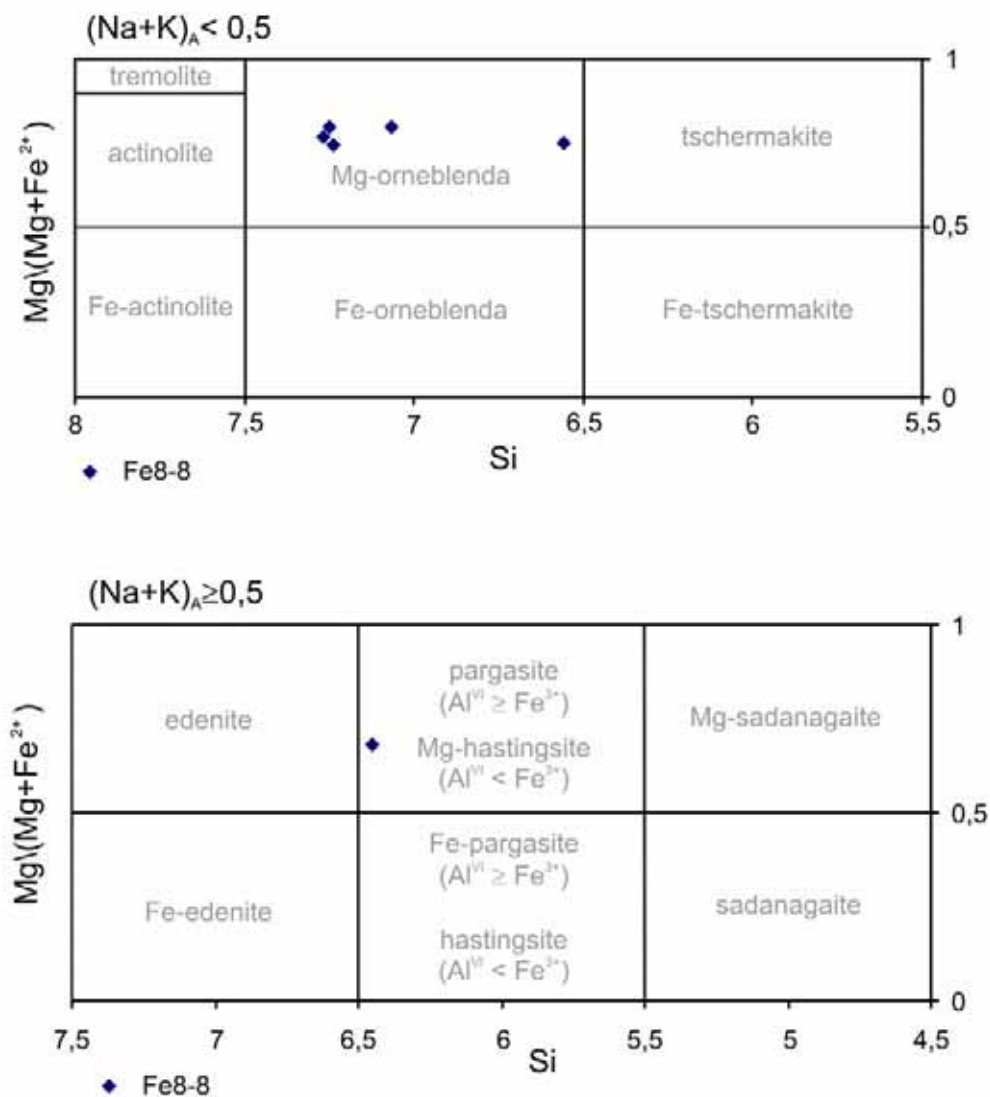 (Na+K)A< 0,5
Mg\(Mg+Fe2+)
tremolite
actinolite
Mg-orneblenda
tschermakite
Fe-actinolite
Fe-orneblenda
Fe-tschermakite
1
0,5
0
8
7,5
7
6,5
6
5,5
Si
Fe8-8
(Na+K)A≥0,5
Mg\(Mg+Fe2+)
edenite
pargasite
(AlVI ≥ Fe3+)
Mg-hastingsite
(AlVI < Fe3+)
Mg-sadanagaite
Fe-edenite
Fe-pargasite
(AlVI ≥ Fe3+)
hastingsite
(AlVI < Fe3+)
sadanagaite
1
0,5
0
7,5
7
6,5
6
5,5
5
4,5
Si
Fe8-8